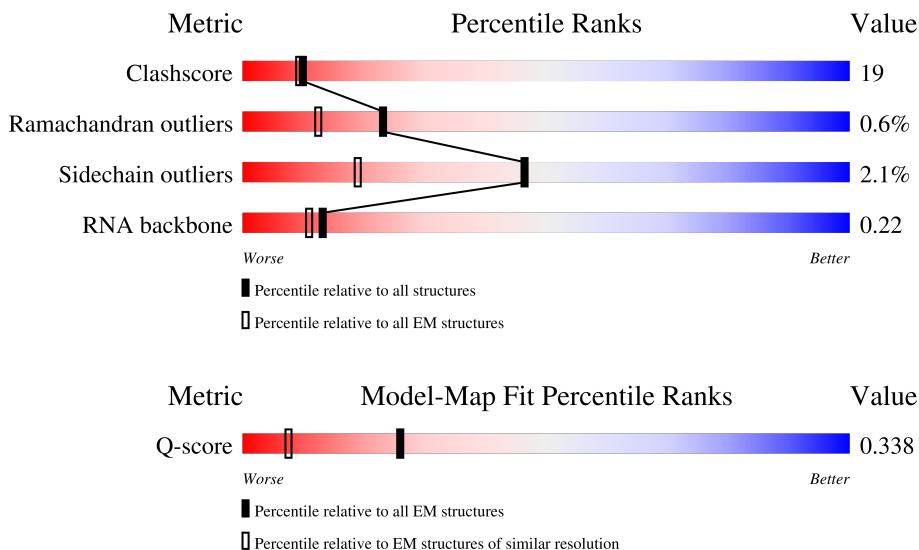 Metric Percentile Ranks Value
Clashscore 19
Ramachandran outliers 0.6%
Sidechain outliers 2.1%
RNA backbone 0.22
Worse Better
Percentile relative to all structures
Percentile relative to all EM structures
Metric Model-Map Fit Percentile Ranks Value
Q-score 0.338
Worse Better
Percentile relative to all EM structures
Percentile relative to EM structures of similar resolution